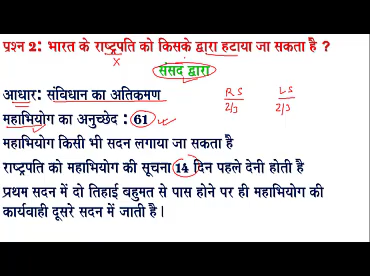 प्रश्न 2: भारत के राष्ट्रपति को किसके द्वारा हटाया जा सकता है ?
x
संसद द्वारा
आधार: संविधान का अतिक्रमण
RS LS
2/3 2/3
महाभियोग का अनुच्छेद : 61
महाभियोग किसी भी सदन लगाया जा सकता है
राष्ट्रपति को महाभियोग की सूचना 14 दिन पहले देनी होती है
प्रथम सदन में दो तिहाई बहुमत से पास होने पर ही महाभियोग की
कार्यवाही दूसरे सदन में जाती है।